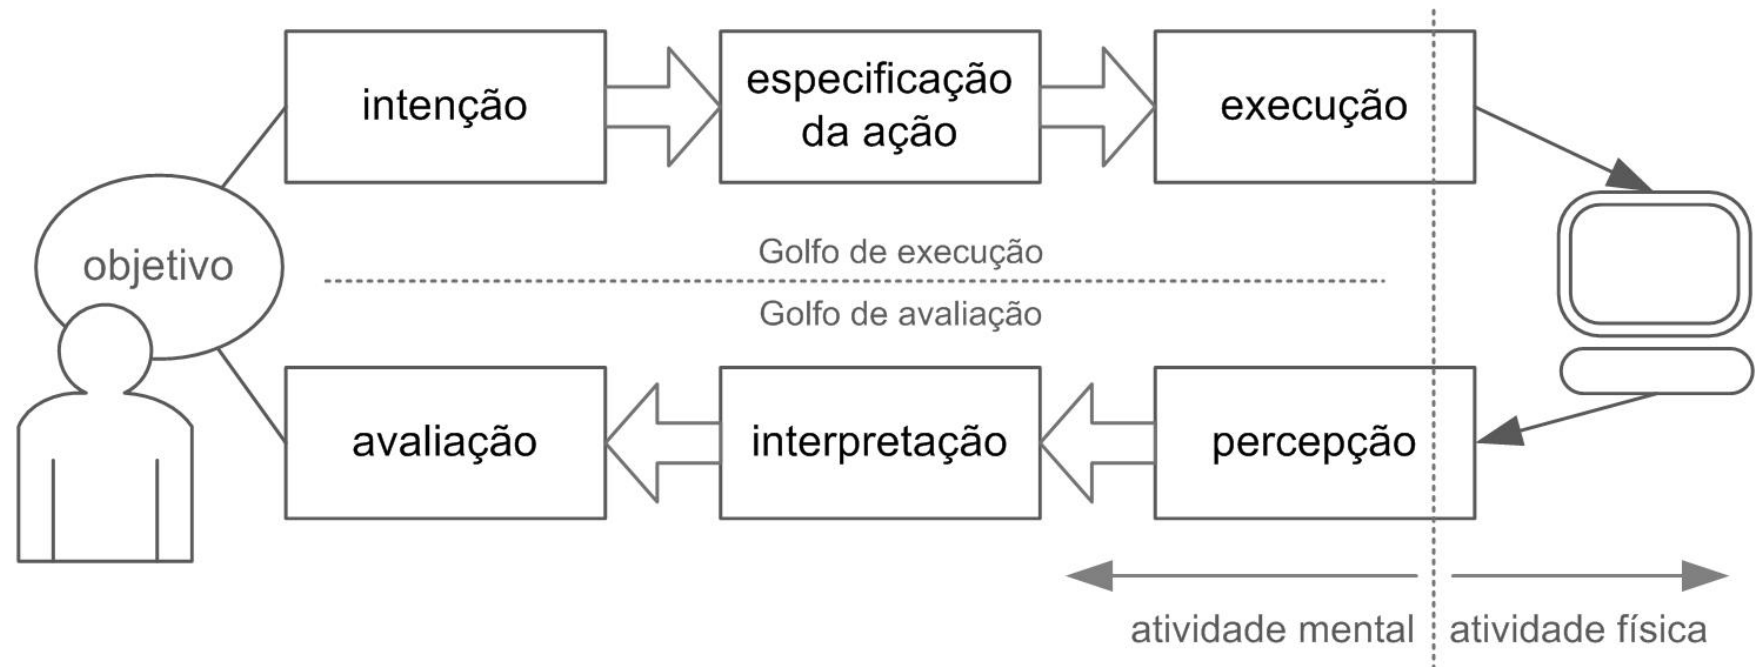 intenção
especificação
da ação
execução
objetivo
Golfo de execução
Golfo de avaliação
avaliação
interpretação
percepção
atividade mental
atividade física